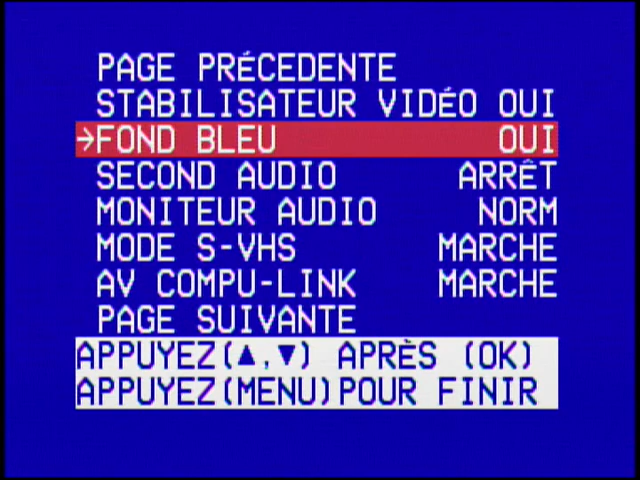 PAGE PRÉCEDENTE
STABILISATEUR VIDÉO OUI
→FOND BLEU OUI
SECOND AUDIO ARRÊT
MONITEUR AUDIO NORM
MODE S-VHS MARCHE
AV COMPU-LINK MARCHE
PAGE SUIVANTE
APPUYEZ(▲,▼) APRÈS (OK)
APPUYEZ(MENU)POUR FINIR